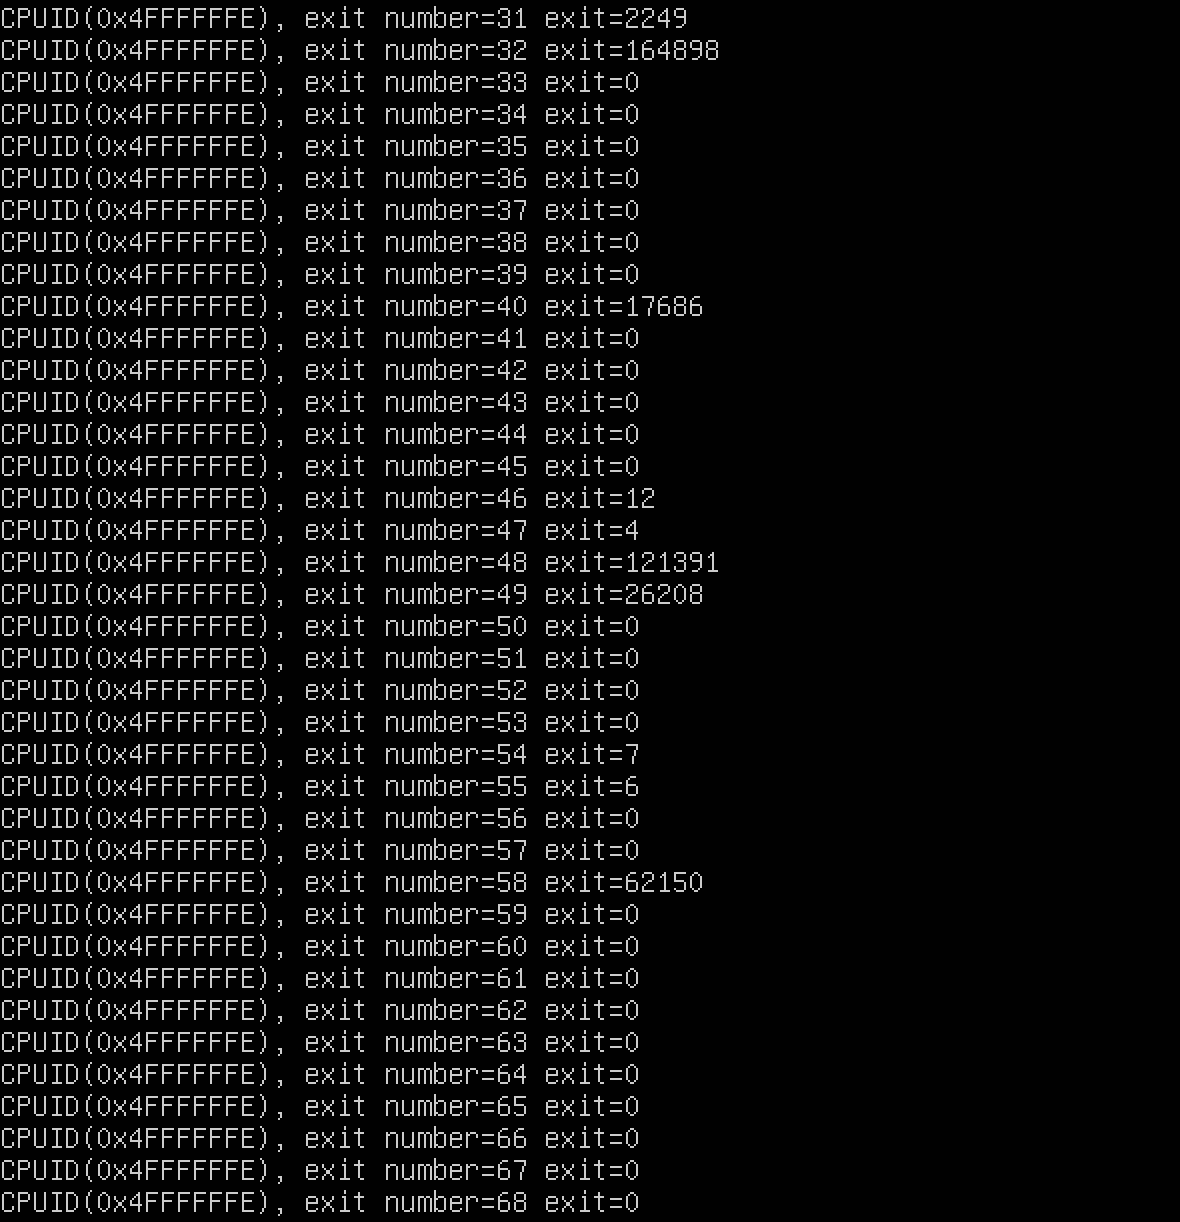 CPUID(0x4FFFFFFE), exit number=31 exit=2249
CPUID(0x4FFFFFFE), exit number=32 exit=164898
CPUID(0x4FFFFFFE), exit number=33 exit=0
CPUID(0x4FFFFFFE), exit number=34 exit=0
CPUID(0x4FFFFFFE), exit number=35 exit=0
CPUID(0x4FFFFFFE), exit number=36 exit=0
CPUID(0x4FFFFFFE), exit number=37 exit=0
CPUID(0x4FFFFFFE), exit number=38 exit=0
CPUID(0x4FFFFFFE), exit number=39 exit=0
CPUID(0x4FFFFFFE), exit number=40 exit=17686
CPUID(0x4FFFFFFE), exit number=41 exit=0
CPUID(0x4FFFFFFE), exit number=42 exit=0
CPUID(0x4FFFFFFE), exit number=43 exit=0
CPUID(0x4FFFFFFE), exit number=44 exit=0
CPUID(0x4FFFFFFE), exit number=45 exit=0
CPUID(0x4FFFFFFE), exit number=46 exit=12
CPUID(0x4FFFFFFE), exit number=47 exit=4
CPUID(0x4FFFFFFE), exit number=48 exit=121391
CPUID(0x4FFFFFFE), exit number=49 exit=26208
CPUID(0x4FFFFFFE), exit number=50 exit=0
CPUID(0x4FFFFFFE), exit number=51 exit=0
CPUID(0x4FFFFFFE), exit number=52 exit=0
CPUID(0x4FFFFFFE), exit number=53 exit=0
CPUID(0x4FFFFFFE), exit number=54 exit=7
CPUID(0x4FFFFFFE), exit number=55 exit=6
CPUID(0x4FFFFFFE), exit number=56 exit=0
CPUID(0x4FFFFFFE), exit number=57 exit=0
CPUID(0x4FFFFFFE), exit number=58 exit=62150
CPUID(0x4FFFFFFE), exit number=59 exit=0
CPUID(0x4FFFFFFE), exit number=60 exit=0
CPUID(0x4FFFFFFE), exit number=61 exit=0
CPUID(0x4FFFFFFE), exit number=62 exit=0
CPUID(0x4FFFFFFE), exit number=63 exit=0
CPUID(0x4FFFFFFE), exit number=64 exit=0
CPUID(0x4FFFFFFE), exit number=65 exit=0
CPUID(0x4FFFFFFE), exit number=66 exit=0
CPUID(0x4FFFFFFE), exit number=67 exit=0
CPUID(0x4FFFFFFE), exit number=68 exit=0